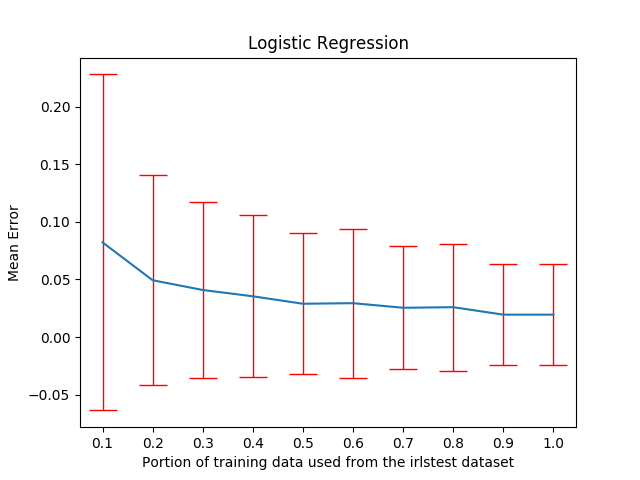 Logistic Regression
Mean Error
0.20
0.15
0.10
0.05
0.00
−0.05
0.1 0.2 0.3 0.4 0.5 0.6 0.7 0.8 0.9 1.0
Portion of training data used from the irlstest dataset